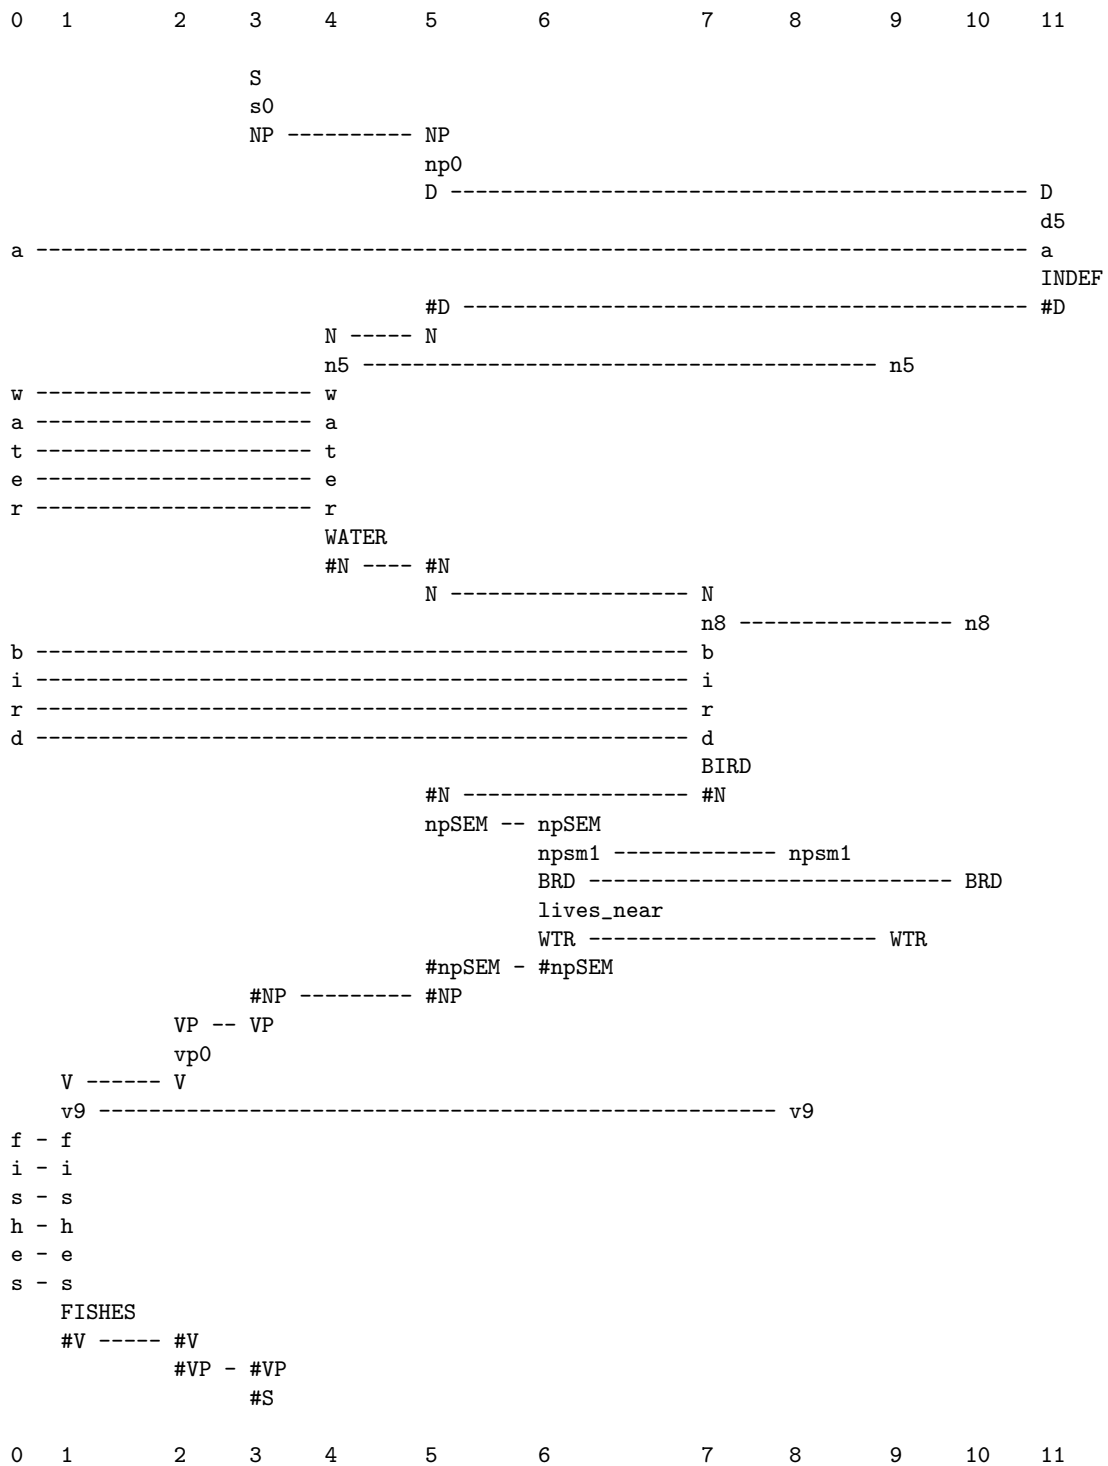 0 1 2 3 4 5 6 7 8 9 10 11
S
s0
NP ---------- NP
np0
D ---------------------------------------------- D
d5
a ------------------------------------------------------------------------------- a
INDEF
#D --------------------------------------------- #D
N ----- N
n5 ----------------------------------------- n5
w ---------------------- w
a ---------------------- a
t ---------------------- t
e ---------------------- e
r ---------------------- r
WATER
#N ---- #N
N ------------------- N
n8 ----------------- n8
b ---------------------------------------------------- b
i ---------------------------------------------------- i
r ---------------------------------------------------- r
d ---------------------------------------------------- d
BIRD
#N ------------------ #N
npSEM -- npSEM
npsm1 ------------- npsm1
BRD ----------------------------- BRD
lives_near
WTR ----------------------- WTR
#npSEM - #npSEM
#NP --------- #NP
VP -- VP
vp0
V ------ V
v9 ------------------------------------------------------ v9
f - f
i - i
s - s
h - h
e - e
s - s
FISHES
#V ----- #V
#VP - #VP
#S
0 1 2 3 4 5 6 7 8 9 10 11